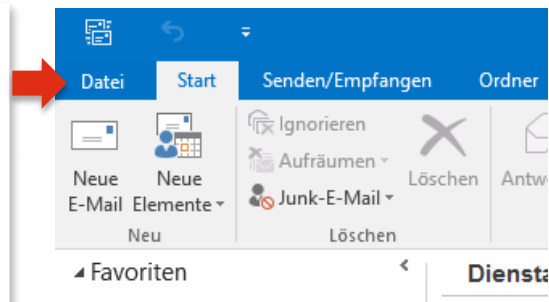 Datei Start Senden/Empfangen Ordner
Ignorieren
Aufräumen
Junk-E-Mail
Neue E-Mail
Neue Elemente
Löschen
Antw
Neu Löschen
Favoriten
Diensta